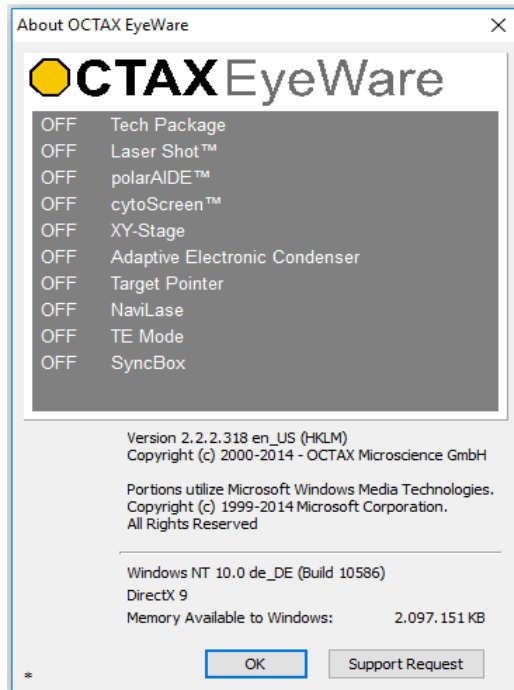 About OCTAX EyeWare
OCTAX EyeWare
OFF Tech Package
OFF Laser Shot™
OFF polarAIDE™
OFF cytoScreen™
OFF XY-Stage
OFF Adaptive Electronic Condenser
OFF Target Pointer
OFF NaviLase
OFF TE Mode
OFF SyncBox
Version 2.2.2.318 en_US (HKLM)
Copyright (c) 2000-2014 - OCTAX Microscience GmbH
Portions utilize Microsoft Windows Media Technologies.
Copyright (c) 1999-2014 Microsoft Corporation.
All Rights Reserved
Windows NT 10.0 de_DE (Build 10586)
DirectX 9
Memory Available to Windows: 2.097.151 KB
OK Support Request
*